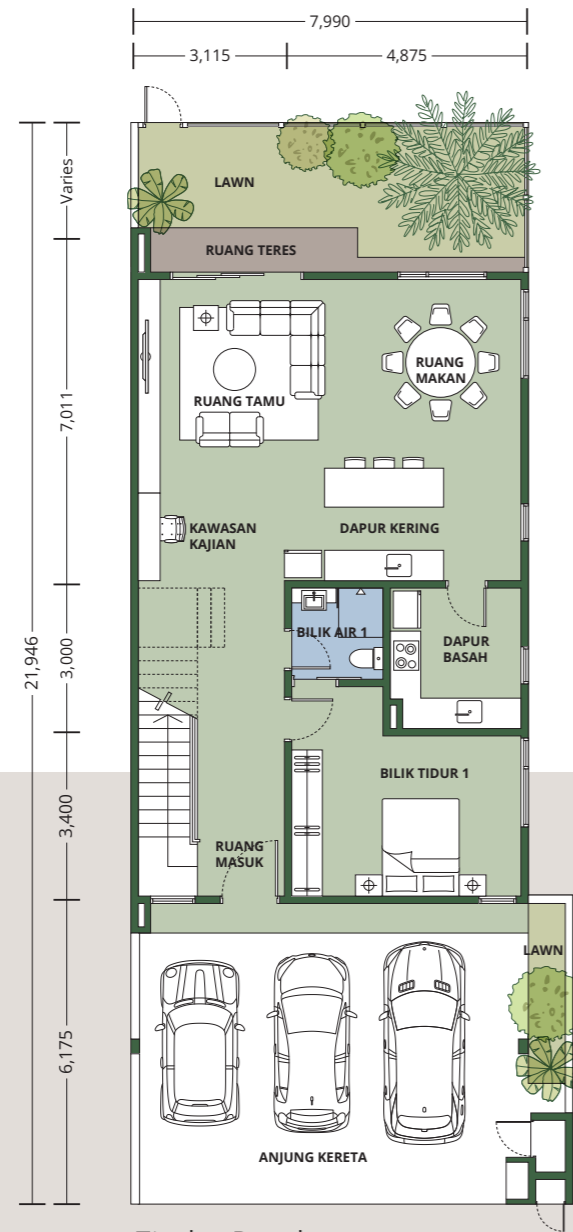 7,990
3,115
4,875
Varies
LAWN
RUANG TERES
7,011
RUANG TAMU
RUANG
MAKAN
KAWASAN
KAJIAN
DAPUR KERING
21,946
3,000
BILIK AIR 1
DAPUR
BASAH
3,400
BILIK TIDUR 1
RUANG
MASUK
LAWN
6,175
ANJUNG KERETA